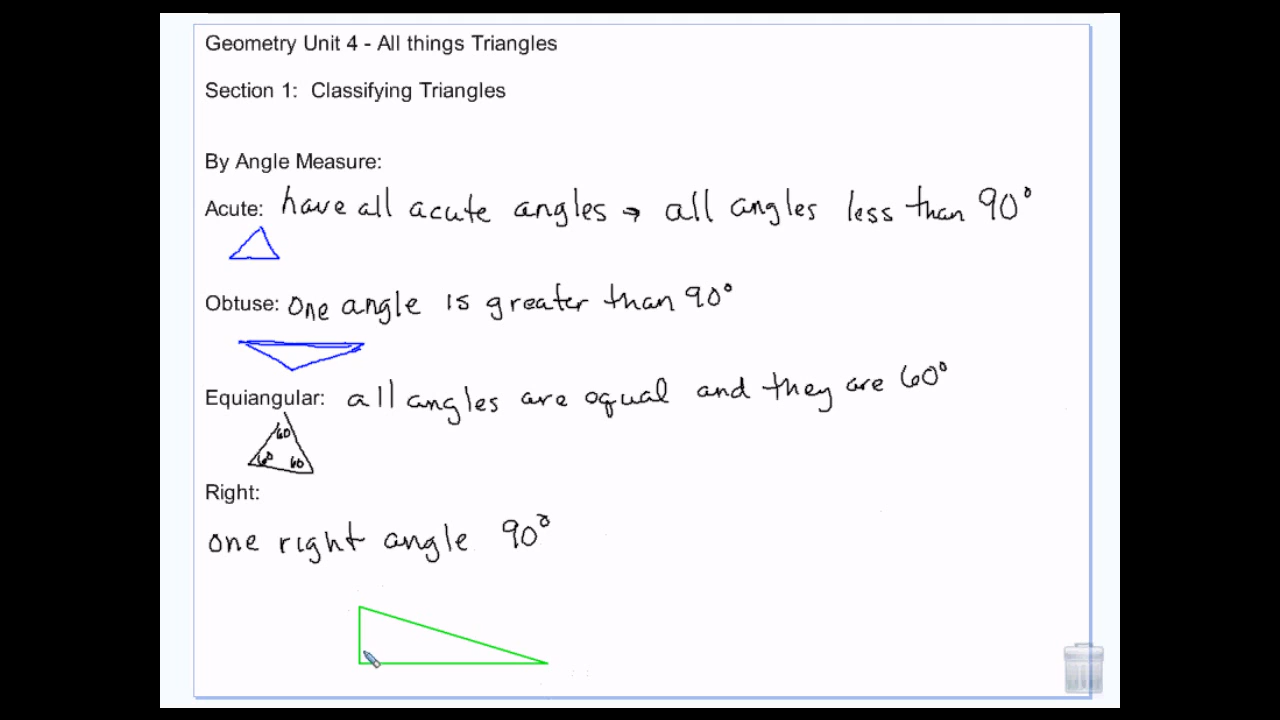 Geometry Unit 4 - All things Triangles
Section 1: Classifying Triangles
By Angle Measure:
Acute: have all acute angles → all angles less than 90°
Obtuse: one angle is greater than 90°
Equiangular: all angles are equal and they are 60°
60
60 60
Right:
one right angle 90°